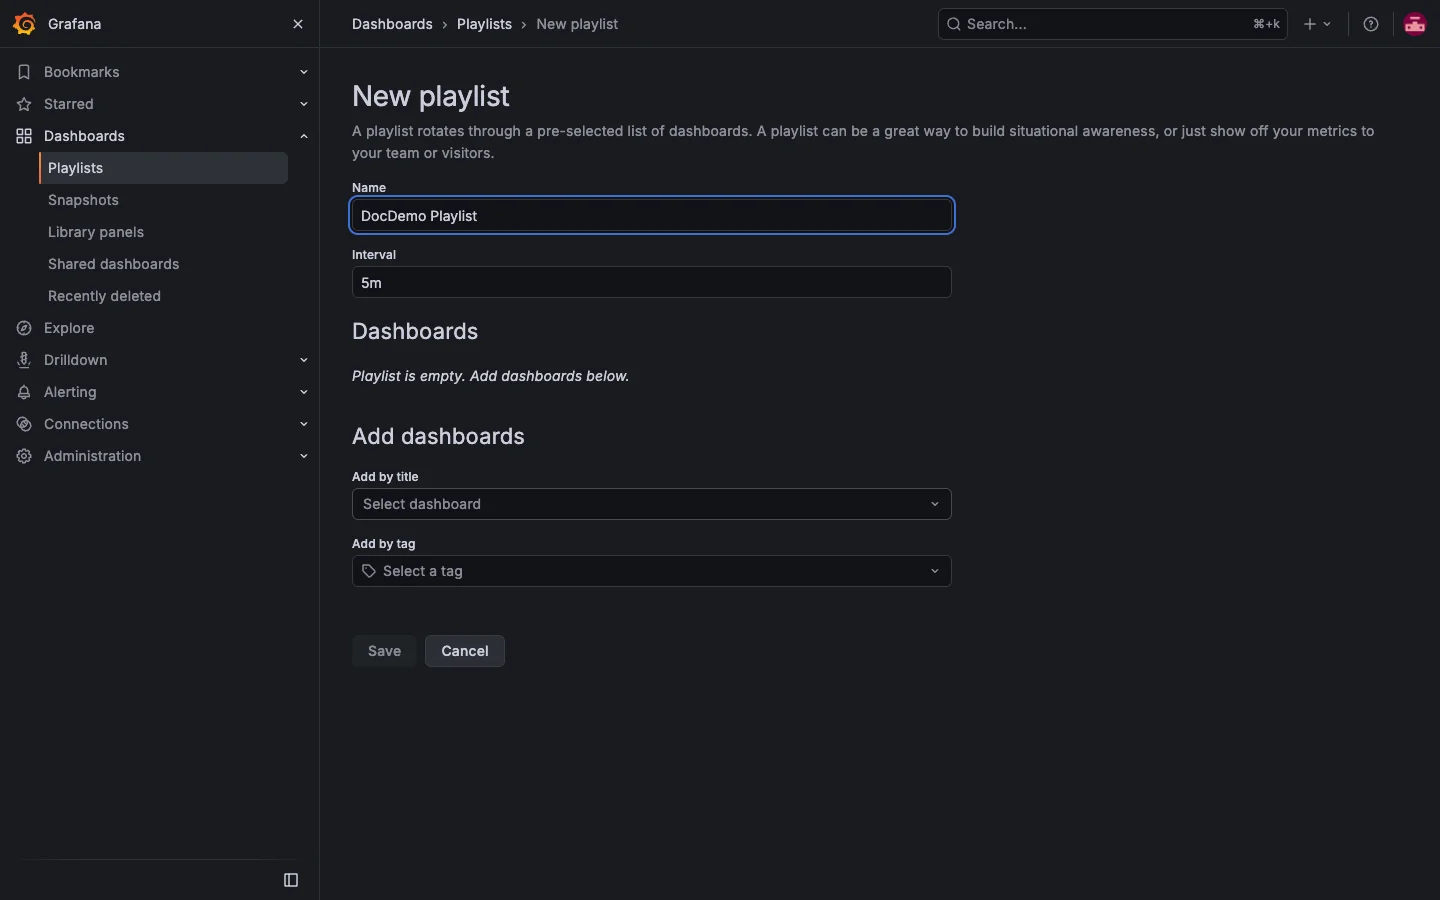 Grafana
Dashboards › Playlists › New playlist
Search...
⌘+k
Bookmarks
Starred
Dashboards
Playlists
Snapshots
Library panels
Shared dashboards
Recently deleted
Explore
Drilldown
Alerting
Connections
Administration
New playlist
A playlist rotates through a pre-selected list of dashboards. A playlist can be a great way to build situational awareness, or just show off your metrics to
your team or visitors.
Name
DocDemo Playlist
Interval
5m
Dashboards
Playlist is empty. Add dashboards below.
Add dashboards
Add by title
Select dashboard
Add by tag
Select a tag
Save
Cancel